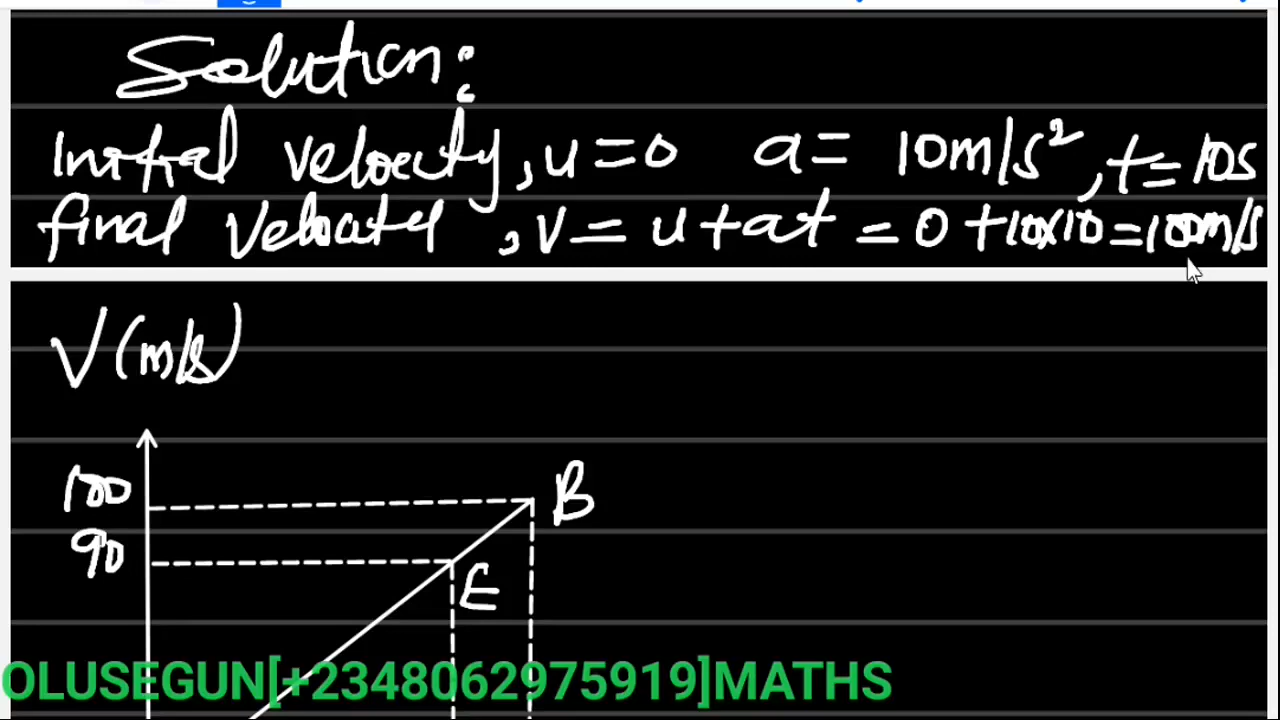 Solution:
Initial velocity, u = 0 a = 10m/s², t = 10s
final velocity, v = u + at = 0 + 10x10 = 100m/s
V (m/s)
100
B
90
E
OLUSEGUN[+2348062975919]MATHS